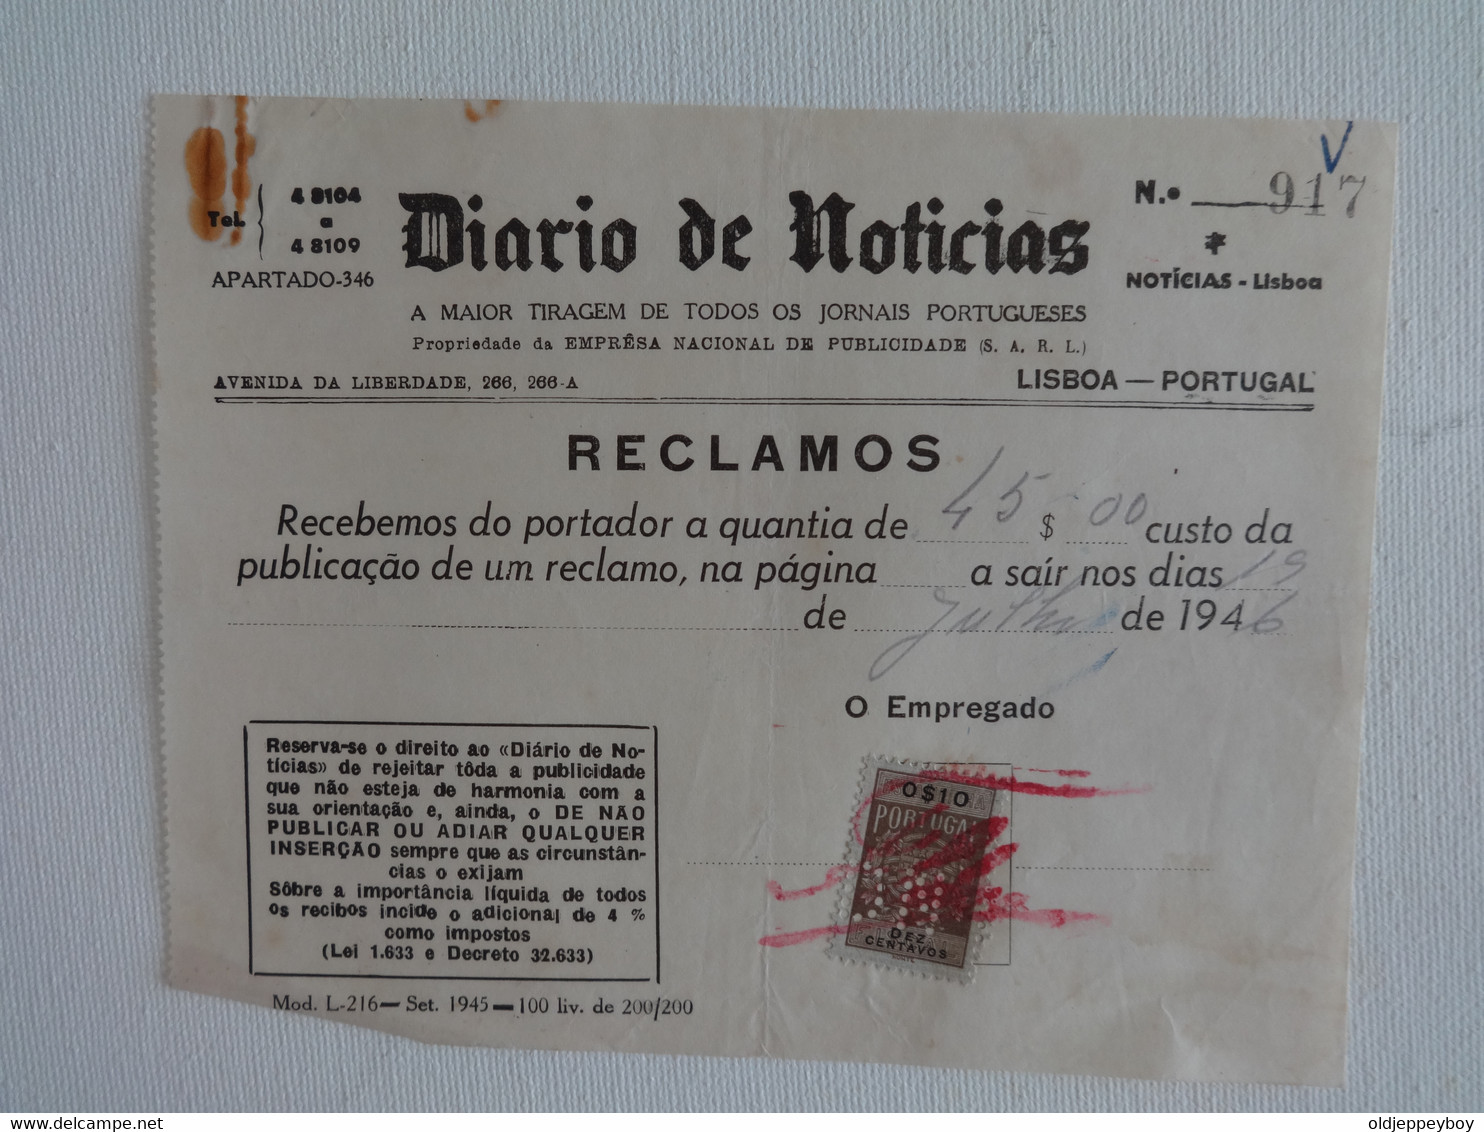 Tel. 4 8104 a 4 8109
APARTADO-346
Diario de Noticias
N.º 917
NOTÍCIAS - Lisboa
A MAIOR TIRAGEM DE TODOS OS JORNAIS PORTUGUESES
Propriedade da EMPRÊSA NACIONAL DE PUBLICIDADE (S. A. R. L.)
AVENIDA DA LIBERDADE, 266, 266-A
LISBOA — PORTUGAL
RECLAMOS
Recebemos do portador a quantia de 45 $ 00 custo da
publicação de um reclamo, na página a saír nos dias 19
de Julho de 1946
O Empregado
Reserva-se o direito ao «Diário de No-
tícias» de rejeitar tôda a publicidade
que não esteja de harmonia com a
sua orientação e, ainda, o DE NÃO
PUBLICAR OU ADIAR QUALQUER
INSERÇÃO sempre que as circunstân-
cias o exijam
Sôbre a importância líquida de todos
os recibos incide o adicional de 4 %
como impostos
(Lei 1.633 e Decreto 32.633)
0$10
PORTUGAL
DEZ
CENTAVOS
Mod. L-216 — Set. 1945 — 100 liv. de 200/200
oldjeppeyboy